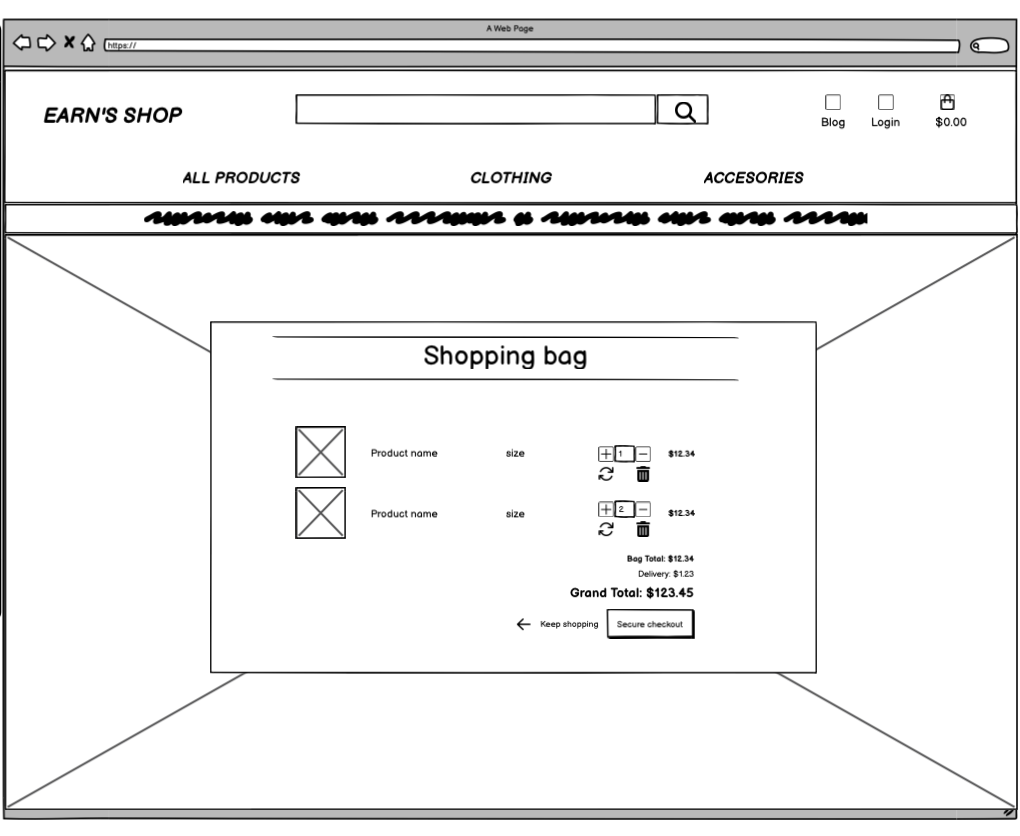 A Web Page
https://
EARN'S SHOP
Blog
Login
$0.00
ALL PRODUCTS
CLOTHING
ACCESORIES
Shopping bag
Product name
size
1
$12.34
Product name
size
2
$12.34
Bag Total: $12.34
Delivery: $1.23
Grand Total: $123.45
Keep shopping
Secure checkout